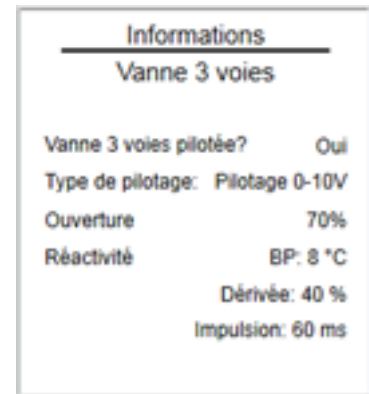 Informations
Vanne 3 voies
Vanne 3 voies pilotée? Oui
Type de pilotage: Pilotage 0-10V
Ouverture 70%
Réactivité BP: 8 °C
Dérivée: 40 %
Impulsion: 60 ms